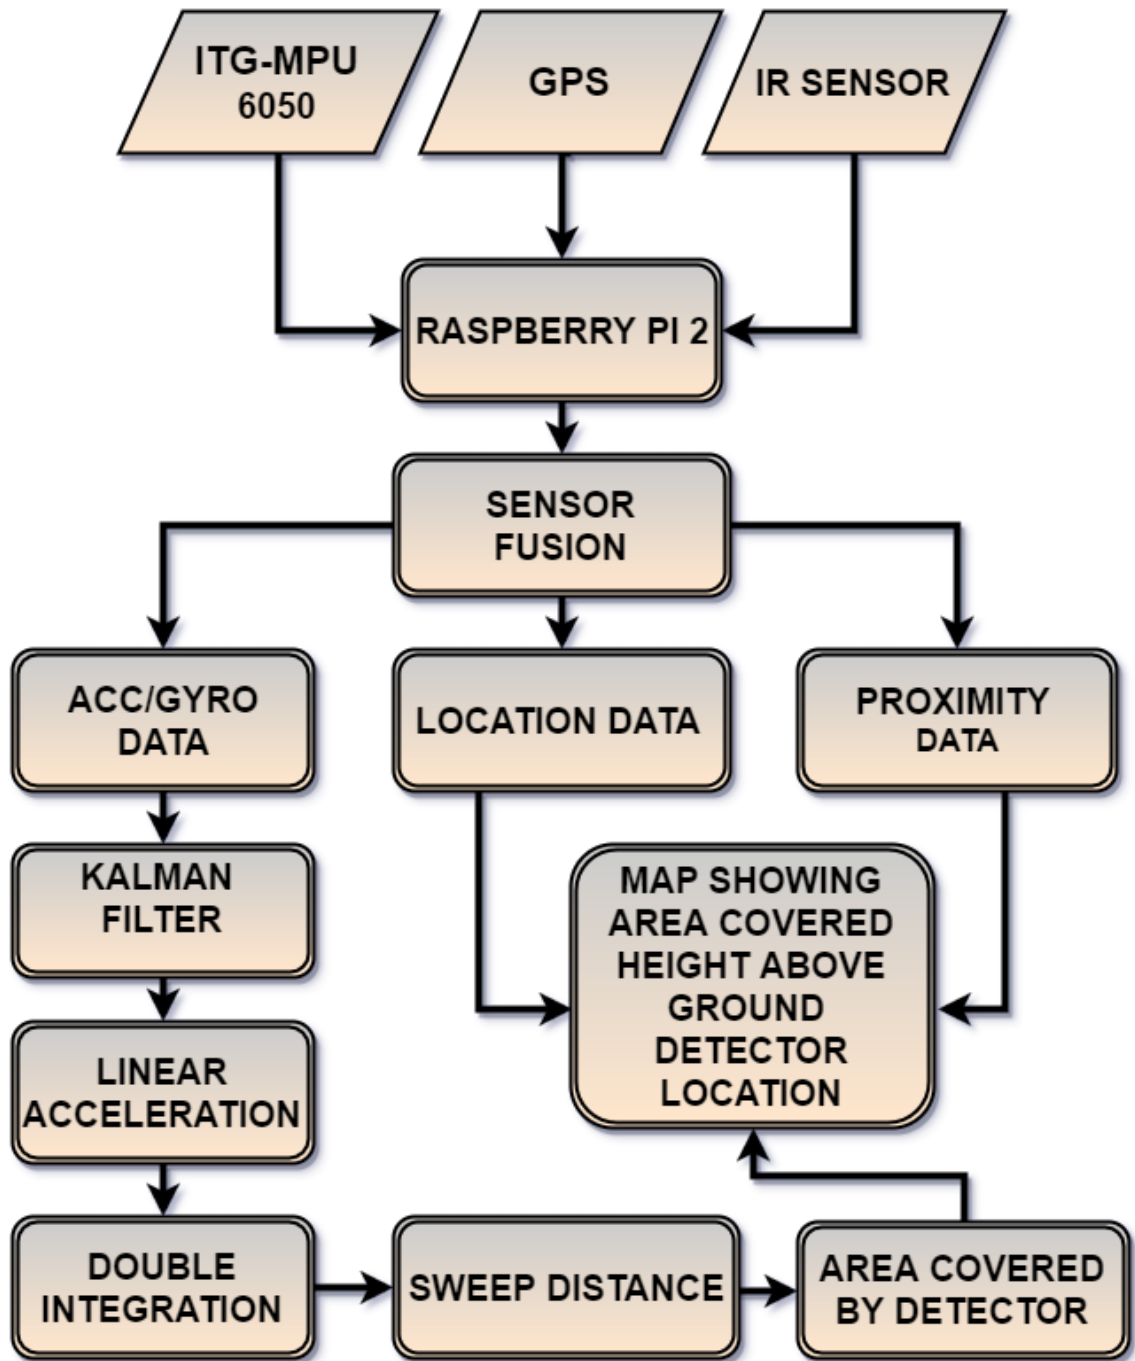 ITG-MPU
6050
GPS
IR SENSOR
RASPBERRY PI 2
SENSOR
FUSION
ACC/GYRO
DATA
LOCATION DATA
PROXIMITY
DATA
KALMAN
FILTER
MAP SHOWING
AREA COVERED
HEIGHT ABOVE
GROUND
DETECTOR
LOCATION
LINEAR
ACCELERATION
DOUBLE
INTEGRATION
SWEEP DISTANCE
AREA COVERED
BY DETECTOR